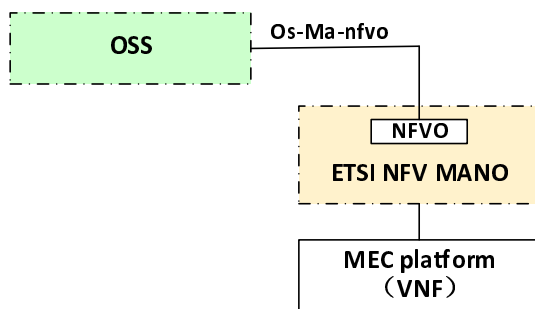 OSS
Os-Ma-nfvo
NFVO
ETSI NFV MANO
MEC platform
（VNF）